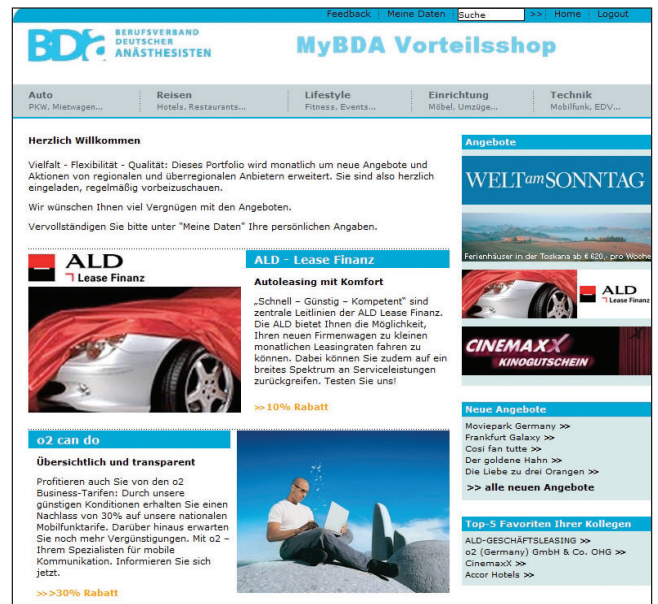 Feedback Meine Daten Suche >> Home Logout
BDA BERUFSVERBAND
DEUTSCHER
ANÄSTHESISTEN
MyBDA Vorteilsshop
Auto Reisen Lifestyle Einrichtung Technik
PKW, Mietwagen... Hotels, Restaurants... Fitness, Events... Möbel, Umzüge... Mobilfunk, EDV...
Herzlich Willkommen
Vielfalt - Flexibilität - Qualität: Dieses Portfolio wird monatlich um neue Angebote und
Aktionen von regionalen und überregionalen Anbietern erweitert. Sie sind also herzlich
eingeladen, regelmäßig vorbeizuschauen.
Wir wünschen Ihnen viel Vergnügen mit den Angeboten.
Vervollständigen Sie bitte unter "Meine Daten" Ihre persönlichen Angaben.
ALD
Lease Finanz
ALD - Lease Finanz
Autoleasing mit Komfort
„Schnell – Günstig – Kompetent“ sind
zentrale Leitlinien der ALD Lease Finanz.
Die ALD bietet Ihnen die Möglichkeit,
Ihren neuen Firmenwagen zu kleinen
monatlichen Leasingraten fahren zu
können. Dabei können Sie zudem auf ein
breites Spektrum an Serviceleistungen
zurückgreifen. Testen Sie uns!
>>10% Rabatt
o2 can do
Übersichtlich und transparent
Profitieren auch Sie von den o2
Business-Tarifen: Durch unsere
günstigen Konditionen erhalten Sie einen
Nachlass von 30% auf unsere nationalen
Mobilfunktarife. Darüber hinaus erwarten
Sie noch mehr Vergünstigungen. Mit o2 –
Ihrem Spezialisten für mobile
Kommunikation. Informieren Sie sich
jetzt.
>>>30% Rabatt
Angebote
WELT am SONNTAG
Ferienhäuser in der Toskana ab € 620,- pro Woche
ALD
Lease Finanz
CINEMAXX
KINOGUTSCHEIN
Neue Angebote
Moviepark Germany >>
Frankfurt Galaxy >>
Cosi fan tutte >>
Der goldene Hahn >>
Die Liebe zu drei Orangen >>
>> alle neuen Angebote
Top-5 Favoriten Ihrer Kollegen
ALD-GESCHÄFTSLEASING >>
o2 (Germany) GmbH & Co. OHG >>
CinemaxX >>
Accor Hotels >>